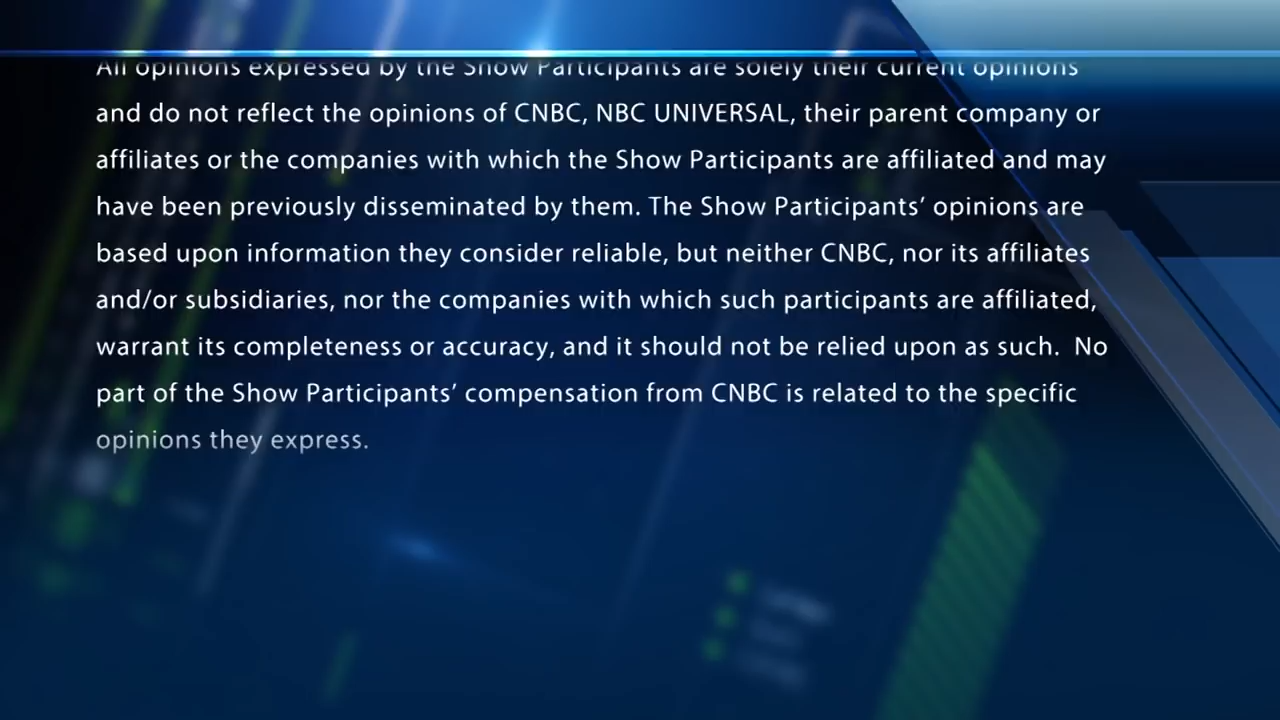 All opinions expressed by the Show Participants are solely their current opinions
and do not reflect the opinions of CNBC, NBC UNIVERSAL, their parent company or
affiliates or the companies with which the Show Participants are affiliated and may
have been previously disseminated by them. The Show Participants’ opinions are
based upon information they consider reliable, but neither CNBC, nor its affiliates
and/or subsidiaries, nor the companies with which such participants are affiliated,
warrant its completeness or accuracy, and it should not be relied upon as such.  No
part of the Show Participants’ compensation from CNBC is related to the specific
opinions they express.